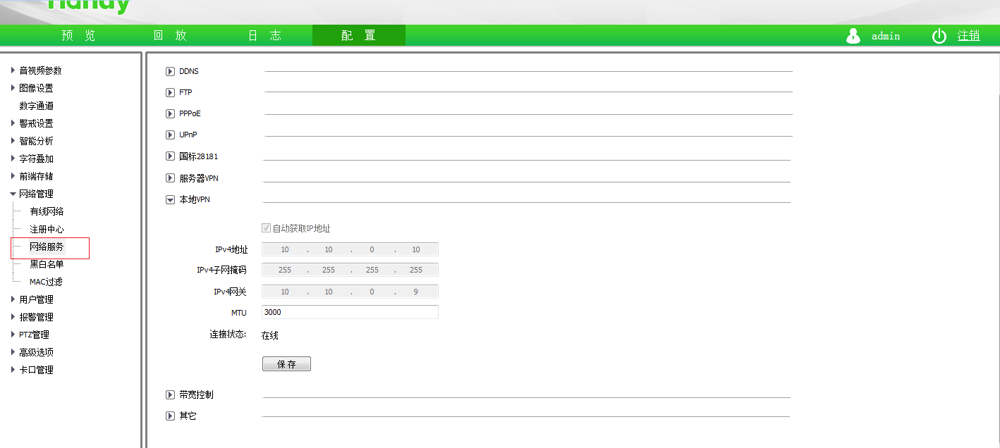 Handy
预 览 回 放 日 志 配 置 admin 注销
音视频参数
图像设置
数字通道
警戒设置
智能分析
字符叠加
前端存储
网络管理
有线网络
注册中心
网络服务
黑白名单
MAC过滤
用户管理
报警管理
PTZ管理
高级选项
卡口管理
DDNS
FTP
PPPoE
UPnP
国标28181
服务器VPN
本地VPN
自动获取IP地址
IPv4地址 10 . 10 . 0 . 10
IPv4子网掩码 255 . 255 . 255 . 255
IPv4网关 10 . 10 . 0 . 9
MTU 3000
连接状态: 在线
保存
带宽控制
其它